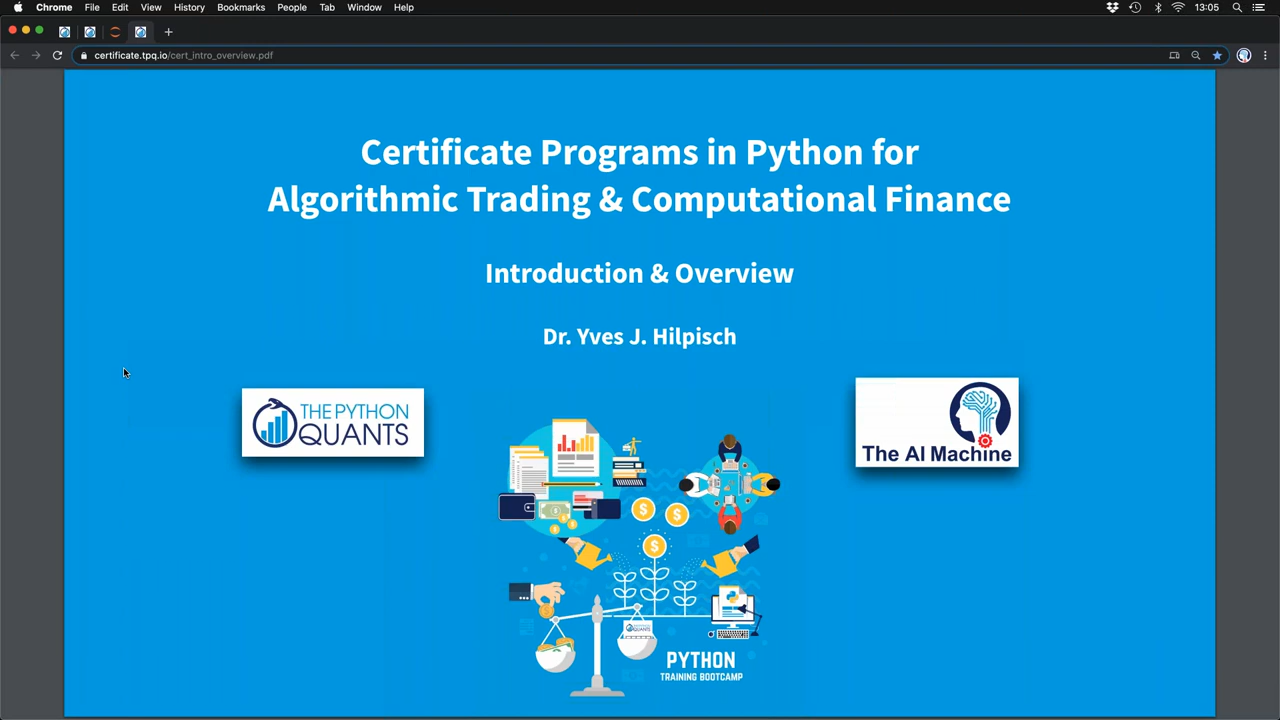 Chrome File Edit View History Bookmarks People Tab Window Help 13:05
certificate.tpq.io/cert_intro_overview.pdf
Certificate Programs in Python for
Algorithmic Trading & Computational Finance
Introduction & Overview
Dr. Yves J. Hilpisch
THE PYTHON
QUANTS
The AI Machine
PYTHON
TRAINING BOOTCAMP